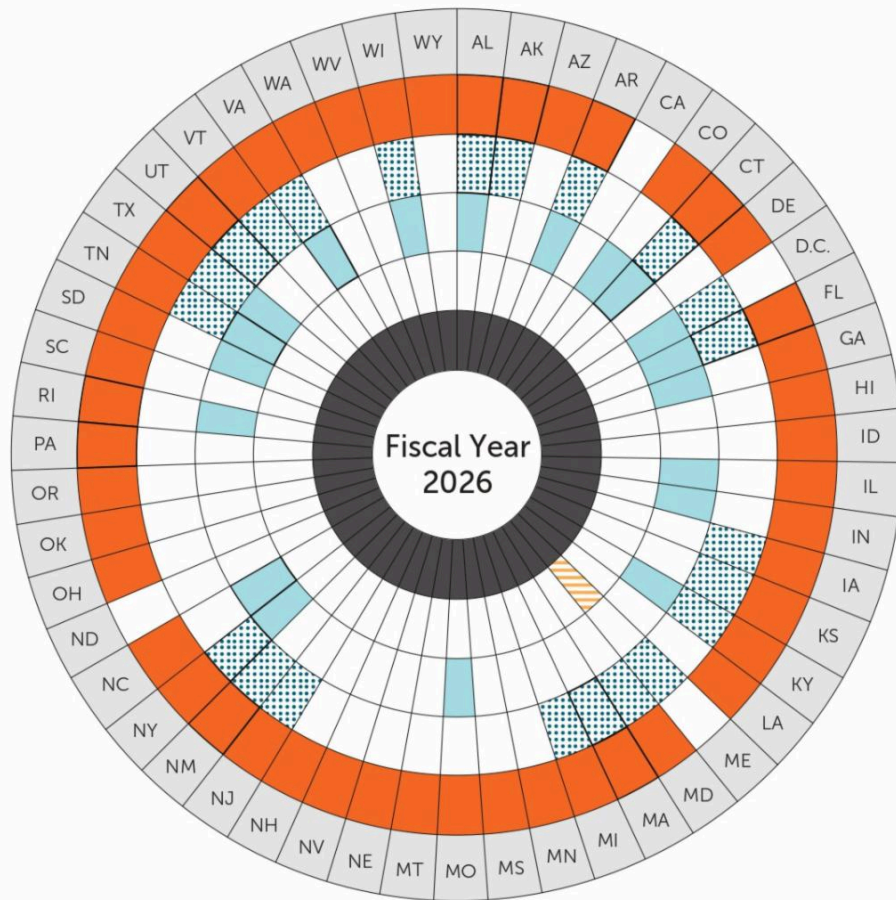 AL
AK
AZ
AR
CA
CO
CT
DE
D.C.
FL
GA
HI
ID
IL
IN
IA
KS
KY
LA
ME
MD
MA
MI
MN
MS
MO
MT
NE
NV
NH
NJ
NM
NY
NC
ND
OH
OK
OR
PA
RI
SC
SD
TN
TX
UT
VT
VA
WA
WV
WI
WY
Fiscal Year
2026